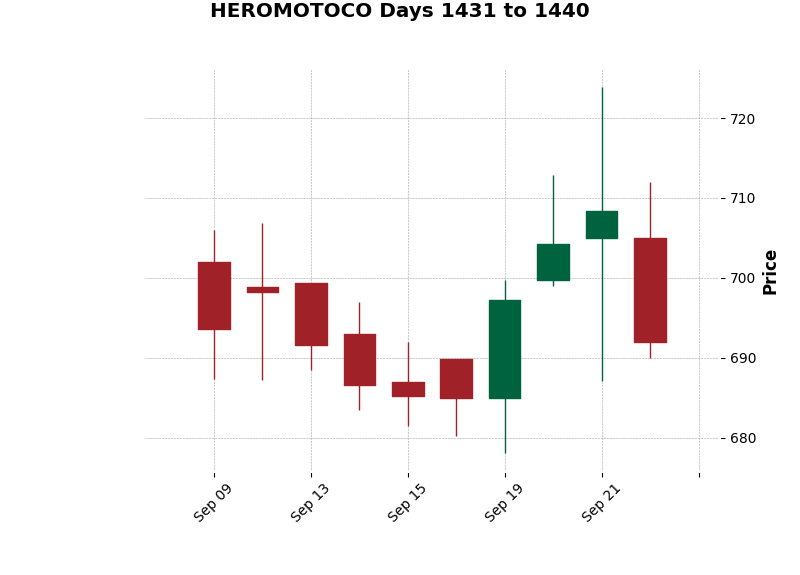 HEROMOTOCO Days 1431 to 1440
720
710
700
690
680
Price
Sep 09
Sep 13
Sep 15
Sep 19
Sep 21